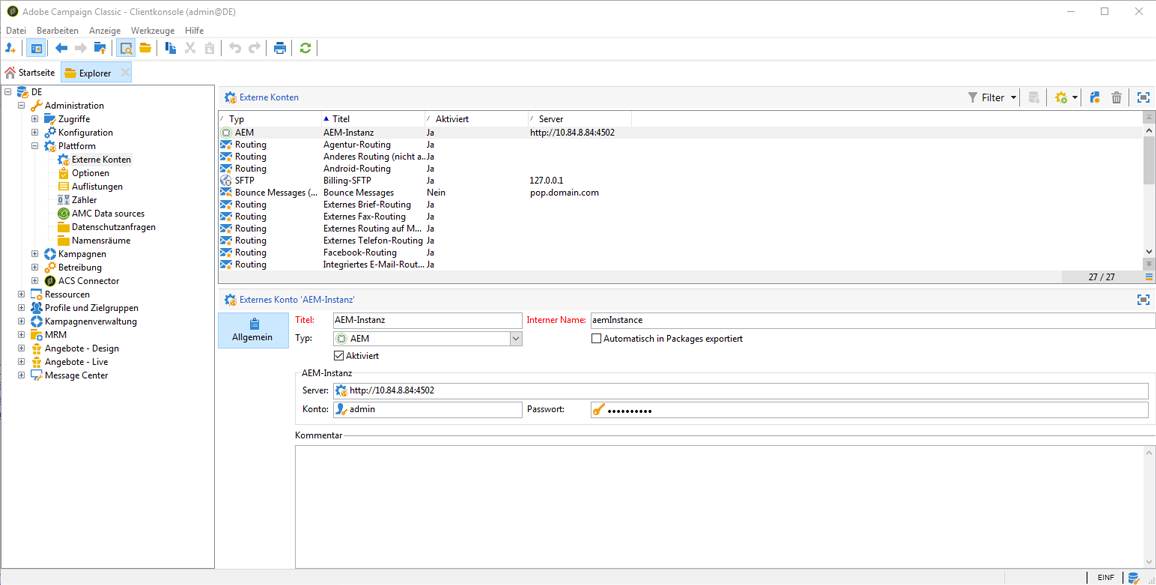 Adobe Campaign Classic - Clientkonsole (admin@DE)
Datei Bearbeiten Anzeige Werkzeuge Hilfe
Startseite Explorer
DE
Administration
Zugriffe
Konfiguration
Plattform
Externe Konten
Optionen
Auflistungen
Zähler
AMC Data sources
Datenschutzanfragen
Namensräume
Kampagnen
Betreibung
ACS Connector
Ressourcen
Profile und Zielgruppen
Kampagnenverwaltung
MRM
Angebote - Design
Angebote - Live
Message Center
Externe Konten Filter
Typ Titel Aktiviert Server
AEM AEM-Instanz Ja http://10.84.8.84:4502
Routing Agentur-Routing Ja
Routing Anderes Routing (nicht a... Ja
Routing Android-Routing Ja
SFTP Billing-SFTP Ja 127.0.0.1
Bounce Messages (... Bounce Messages Nein pop.domain.com
Routing Externes Brief-Routing Ja
Routing Externes Fax-Routing Ja
Routing Externes Routing auf M... Ja
Routing Externes Telefon-Routing Ja
Routing Facebook-Routing Ja
Routing Integriertes E-Mail-Rout... Ja
27 / 27
Externes Konto 'AEM-Instanz'
Allgemein
Titel: AEM-Instanz Interner Name: aemInstance
Typ: AEM Automatisch in Packages exportiert
Aktiviert
AEM-Instanz
Server: http://10.84.8.84:4502
Konto: admin Passwort: ••••••••••
Kommentar
EINF